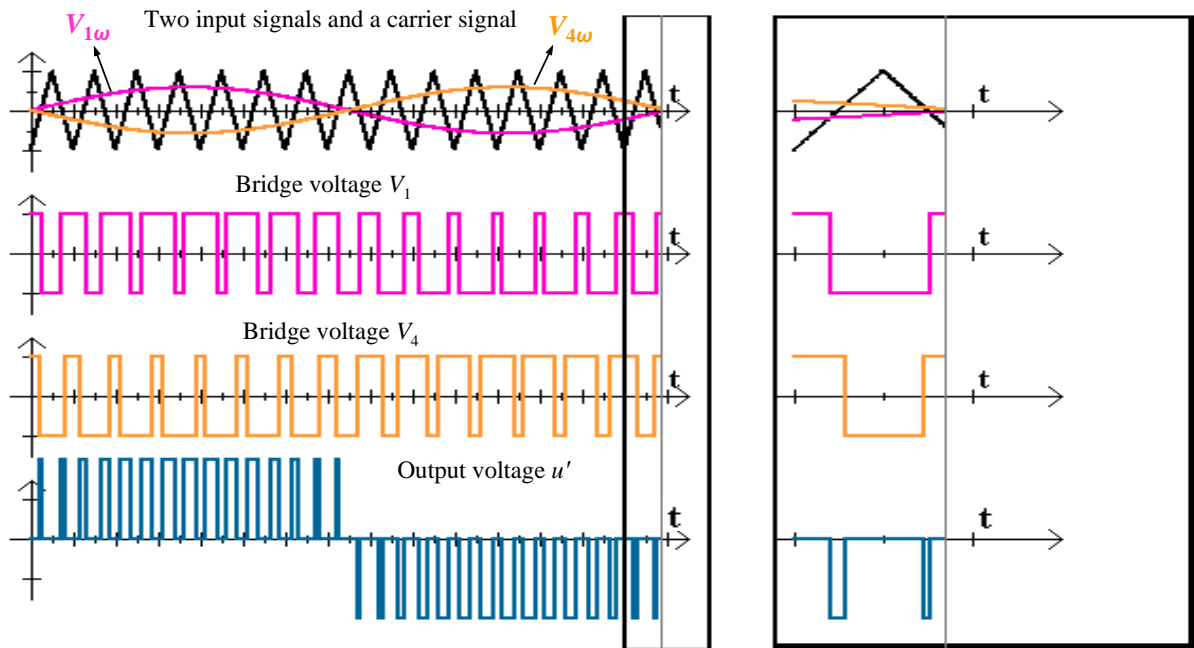 Two input signals and a carrier signal
V1ω
V4ω
t
t
Bridge voltage V1
t
t
Bridge voltage V4
t
t
Output voltage u′
t
t